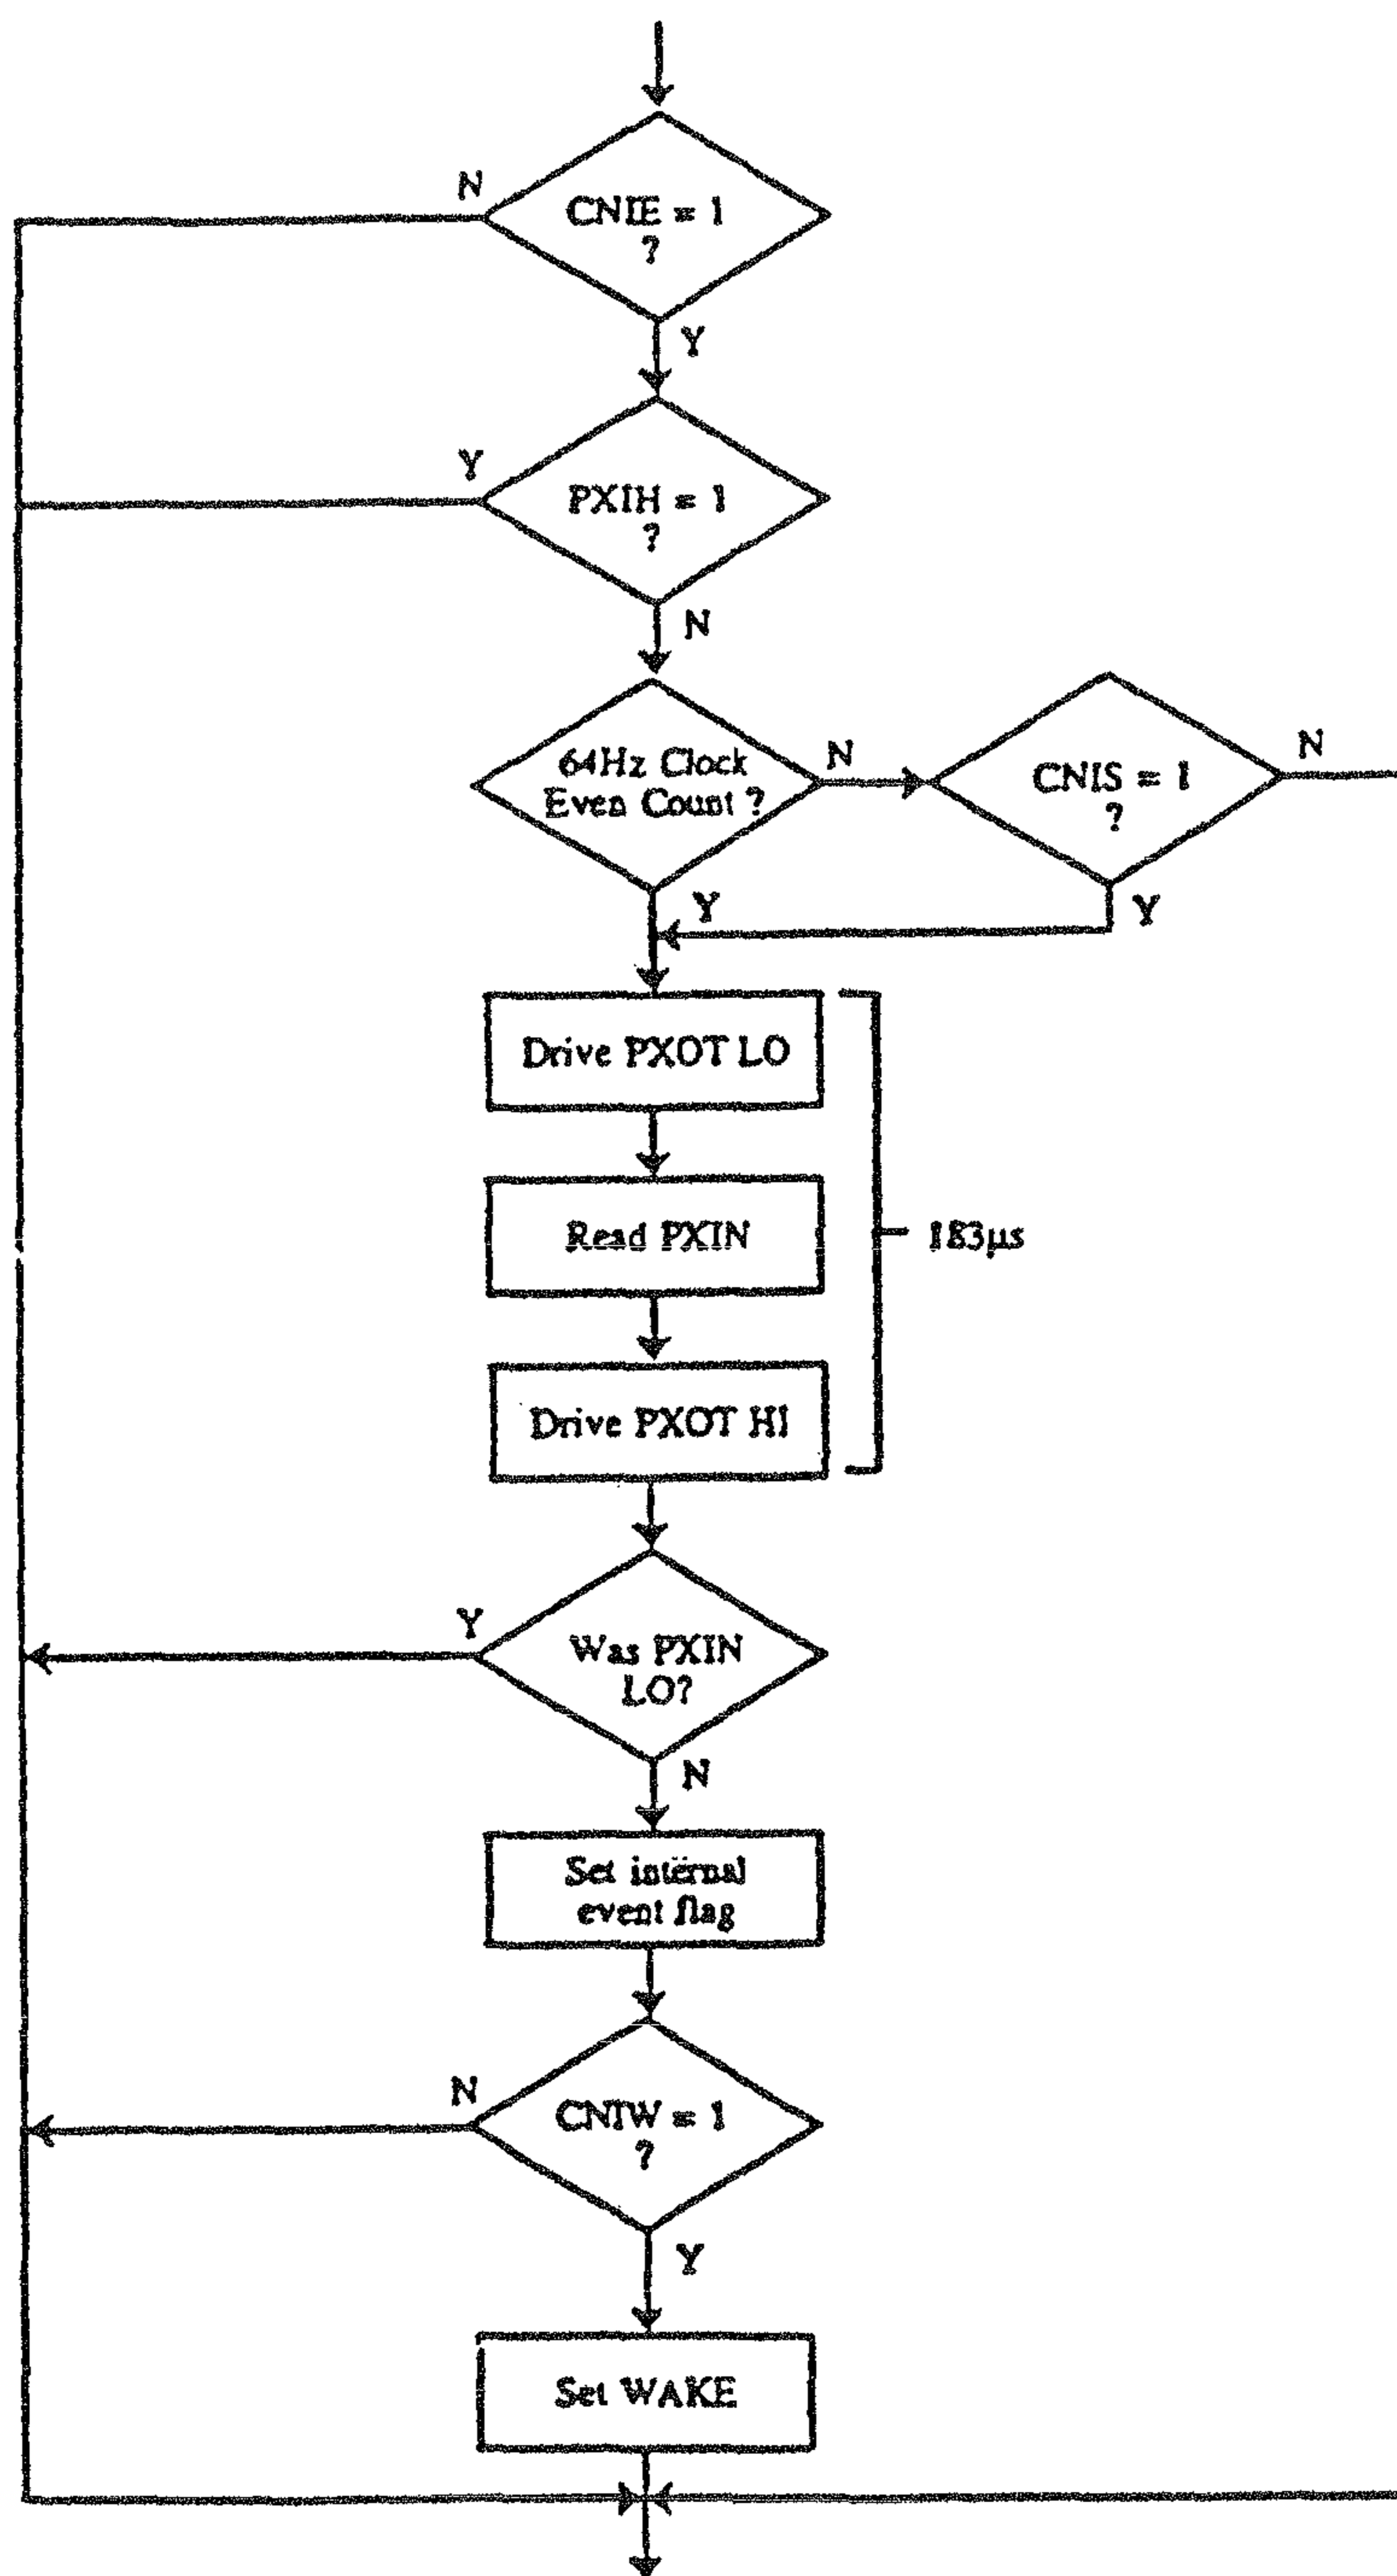 N
CNIE = 1
?
Y
Y
PXIH = 1
?
N
64Hz Clock
Even Count ?
N
CNIS = 1
?
N
Y
Y
Drive PXOT LO
Read PXIN
183µs
Drive PXOT HI
Y
Was PXIN
LO?
N
Set internal
event flag
N
CNIW = 1
?
Y
Set WAKE